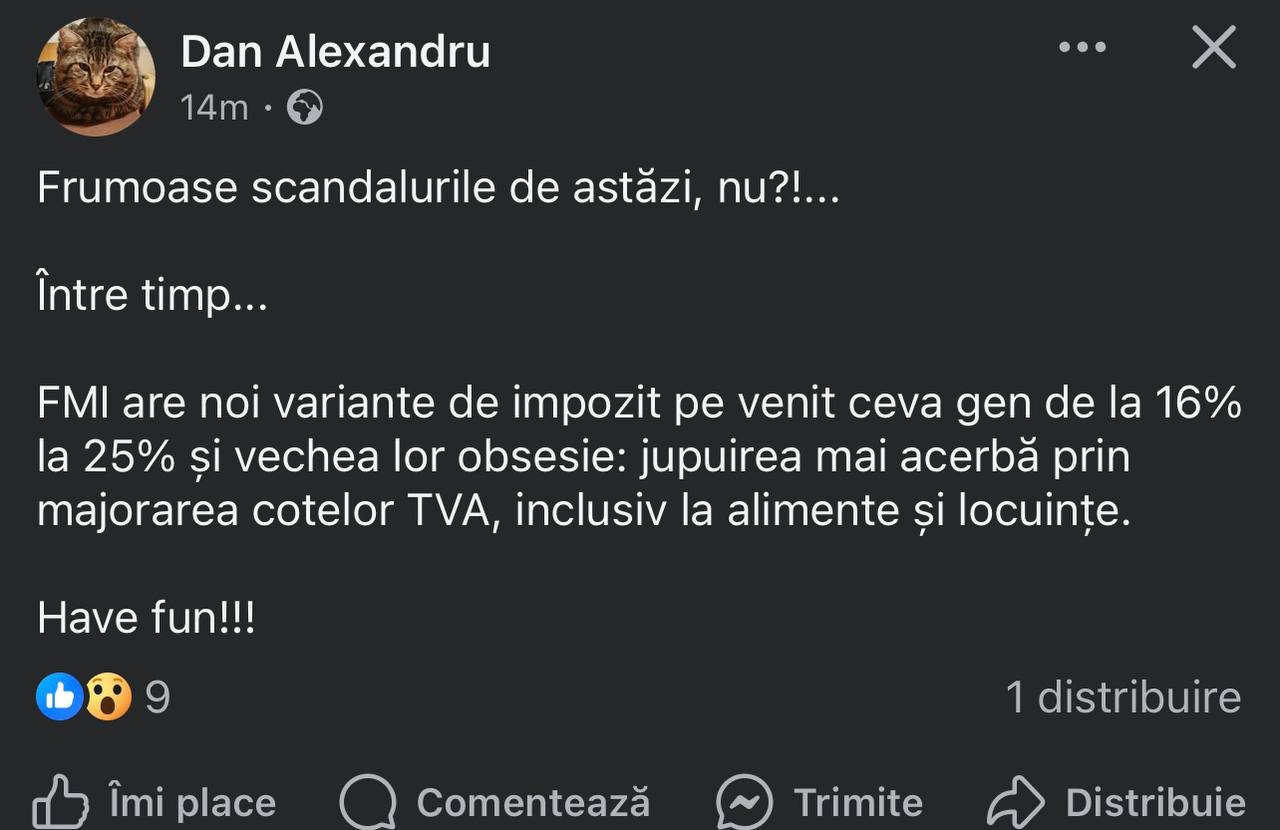 Dan Alexandru
14m ·
Frumoase scandalurile de astăzi, nu?!...
Între timp...
FMI are noi variante de impozit pe venit ceva gen de la 16%
la 25% și vechea lor obsesie: jupuirea mai acerbă prin
majorarea cotelor TVA, inclusiv la alimente și locuințe.
Have fun!!!
9
1 distribuire
Îmi place
Comentează
Trimite
Distribuie